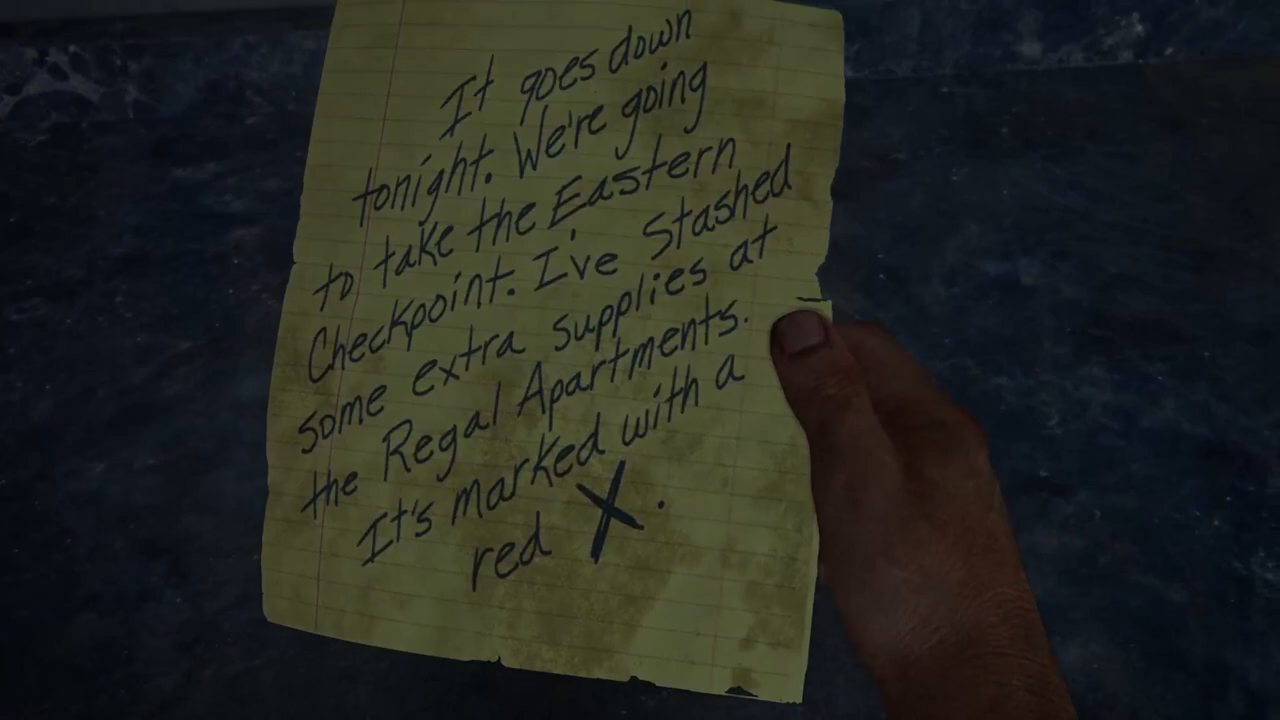 It goes down
tonight. We're going
to take the Eastern
Checkpoint. I've Stashed
some extra supplies at
the Regal Apartments.
It's marked with a
red X.